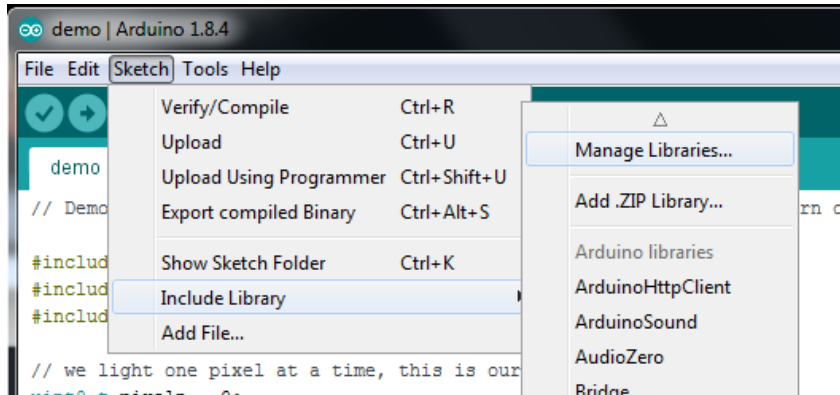 demo | Arduino 1.8.4
File Edit Sketch Tools Help
Verify/Compile Ctrl+R
Upload Ctrl+U
Upload Using Programmer Ctrl+Shift+U
Export compiled Binary Ctrl+Alt+S
Show Sketch Folder Ctrl+K
Include Library
Add File...
Manage Libraries...
Add .ZIP Library...
Arduino libraries
ArduinoHttpClient
ArduinoSound
AudioZero
Bridge
demo
// Demo
#includ
#includ
#includ
// we light one pixel at a time, this is our